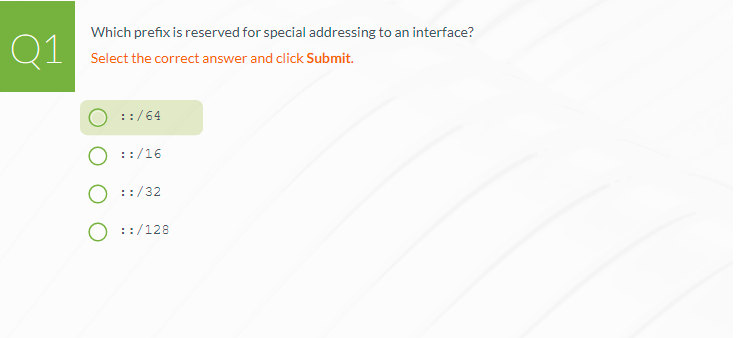 Q1
Which prefix is reserved for special addressing to an interface?
Select the correct answer and click Submit.
::/64
::/16
::/32
::/128